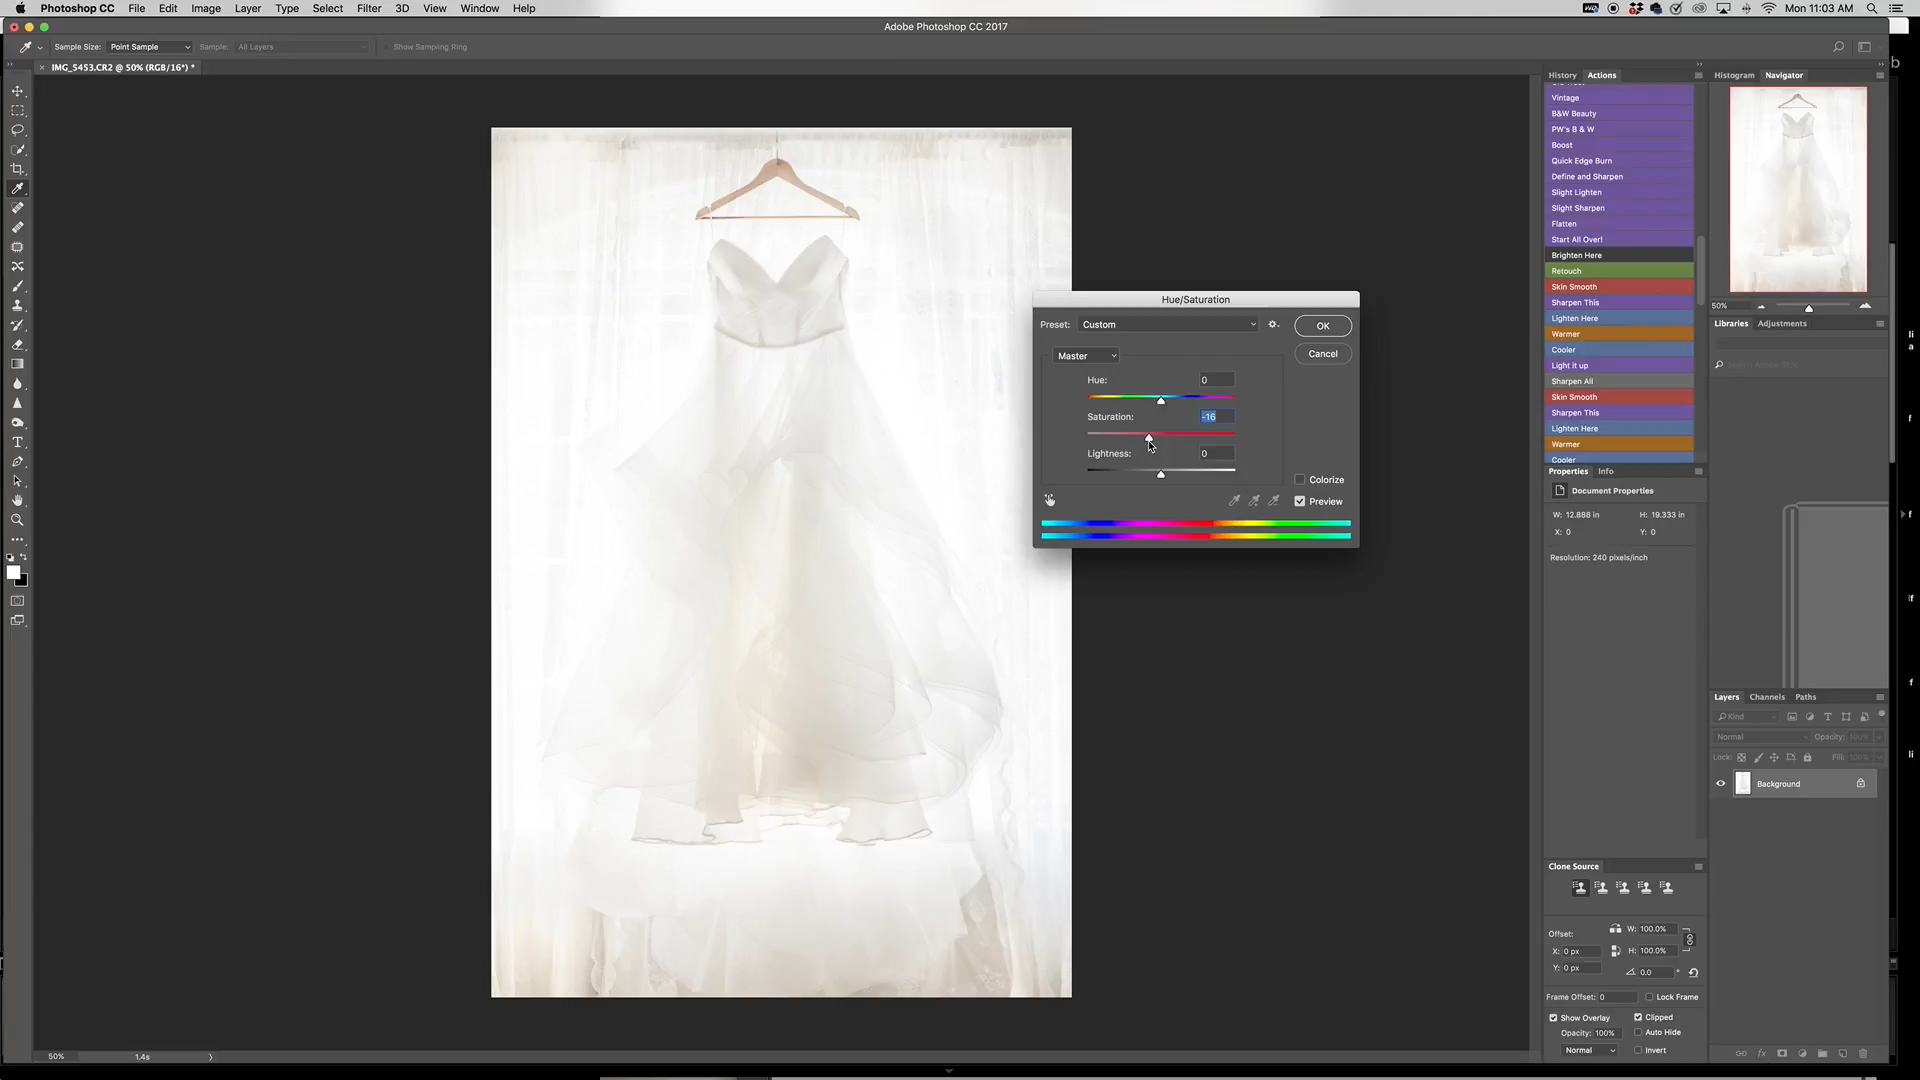 Photoshop CC File Edit Image Layer Type Select Filter 3D View Window Help Mon 11:03 AM
Adobe Photoshop CC 2017
Sample Size: Point Sample Sample: All Layers Show Sampling Ring
× IMG_5453.CR2 @ 50% (RGB/16*) *
History Actions
Histogram Navigator
Vintage
B&W Beauty
PW's B & W
Boost
Quick Edge Burn
Define and Sharpen
Slight Lighten
Slight Sharpen
Flatten
Start All Over!
Brighten Here
Retouch
Skin Smooth
Sharpen This
Lighten Here
Warmer
Cooler
Light it up
Sharpen All
Skin Smooth
Sharpen This
Lighten Here
Warmer
Cooler
50%
Libraries Adjustments
Hue/Saturation
Preset: Custom OK
Master Cancel
Hue: 0
Saturation: -16
Lightness: 0
Colorize
Preview
Properties Info
Document Properties
W: 12.888 in H: 19.333 in
X: 0 Y: 0
Resolution: 240 pixels/inch
Layers Channels Paths
Kind
Normal Opacity: 100%
Lock: Fill: 100%
Background
Clone Source
Offset: W: 100.0%
X: 0 px H: 100.0%
Y: 0 px 0.0 °
Frame Offset: 0 Lock Frame
Show Overlay Clipped
Opacity: 100% Auto Hide
Normal Invert
50% 1.4s